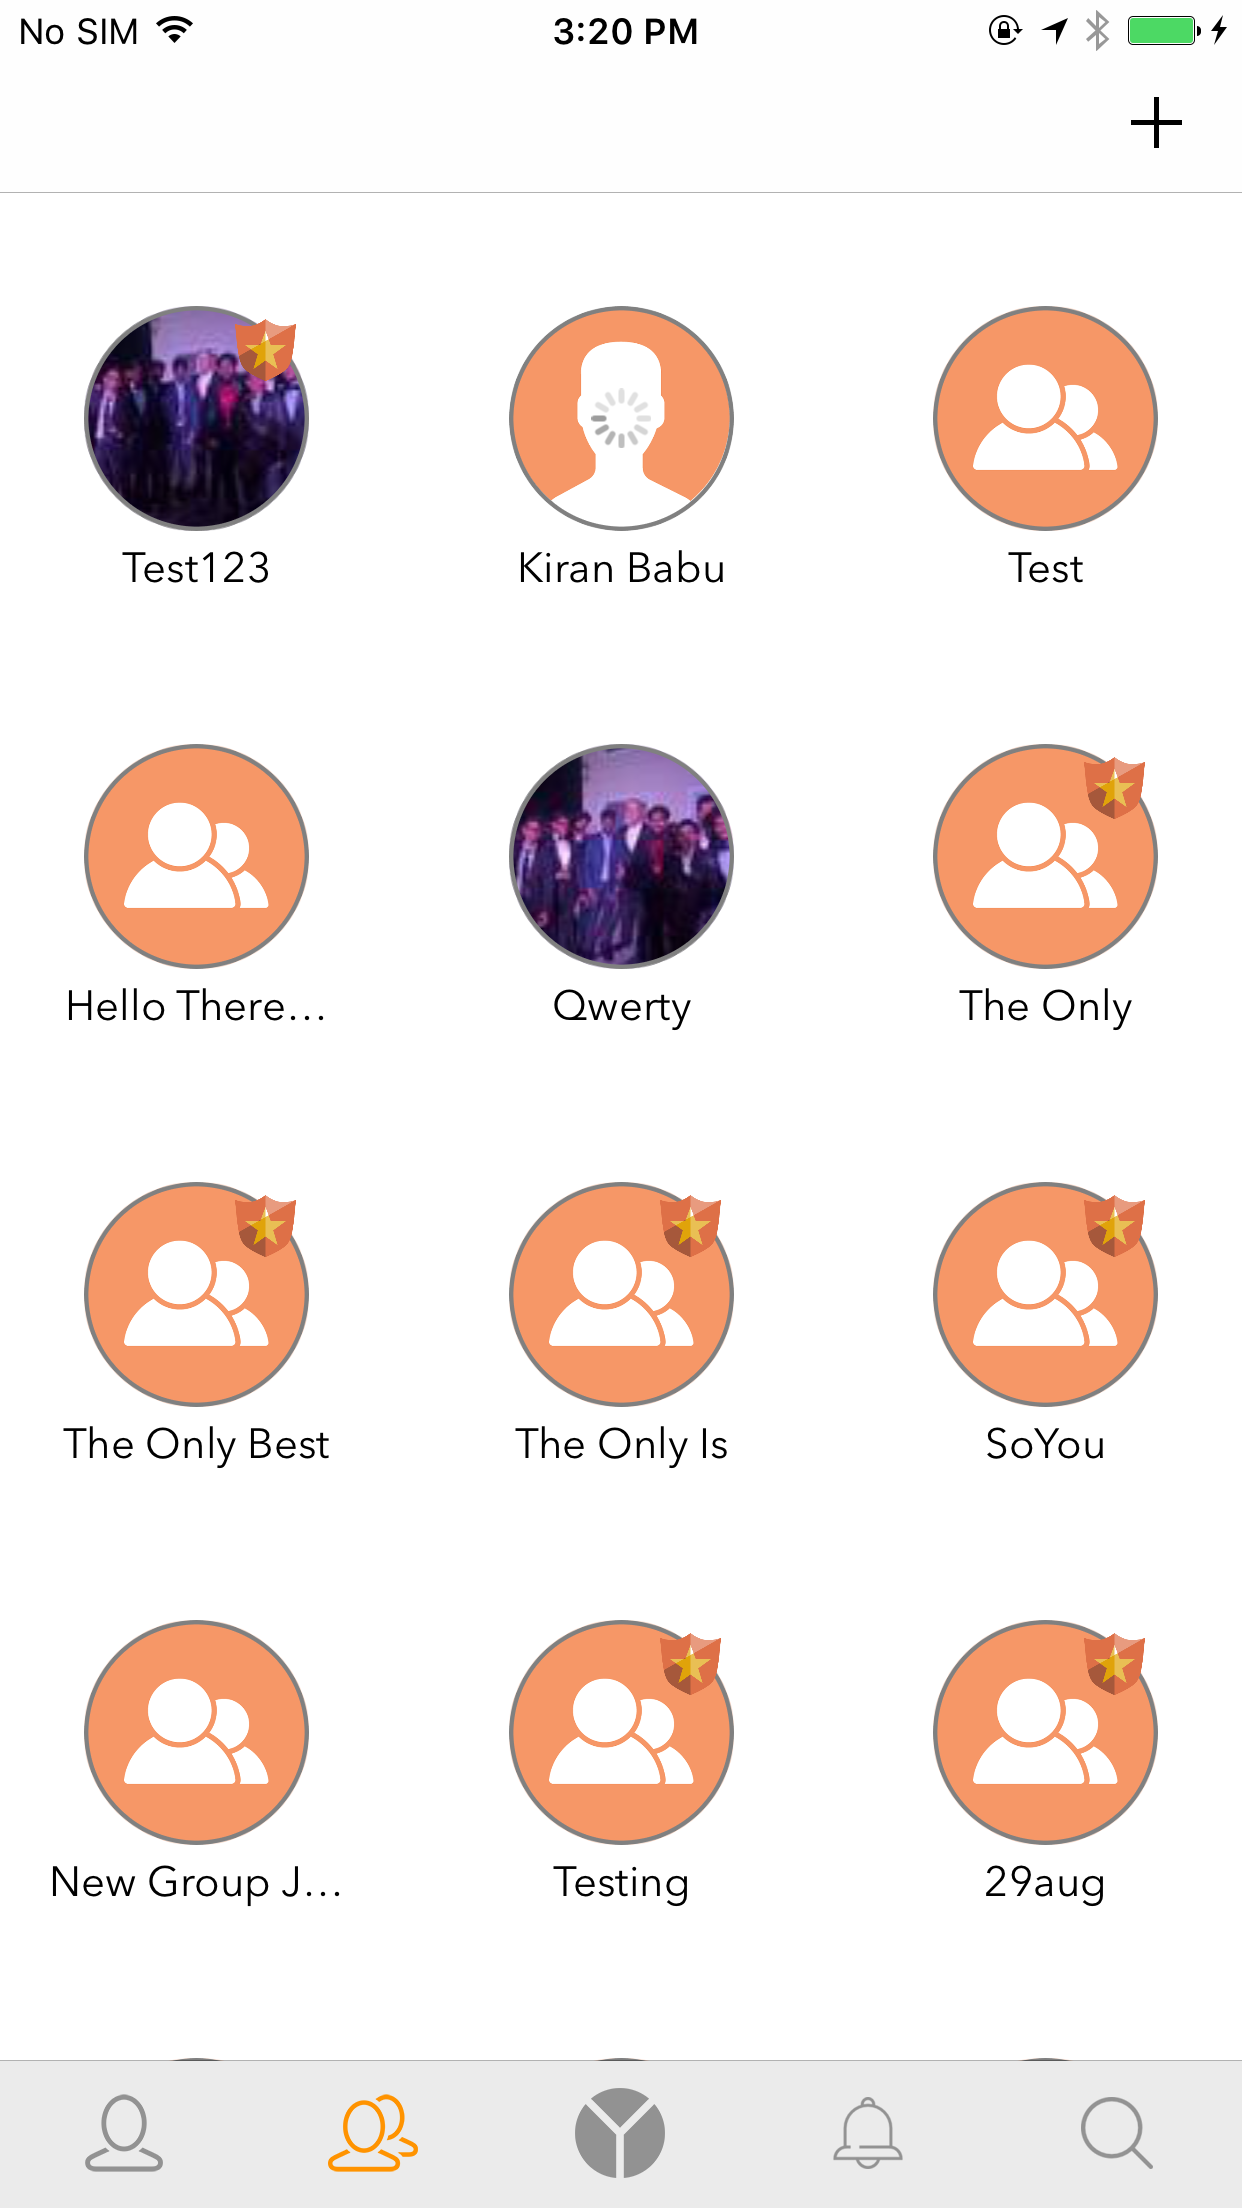 No SIM 3:20 PM
Test123 Kiran Babu Test
Hello There... Qwerty The Only
The Only Best The Only Is SoYou
New Group J... Testing 29aug